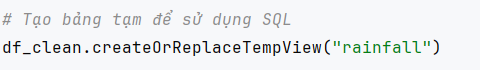 # Tạo bảng tạm để sử dụng SQL
df_clean.createOrReplaceTempView("rainfall")